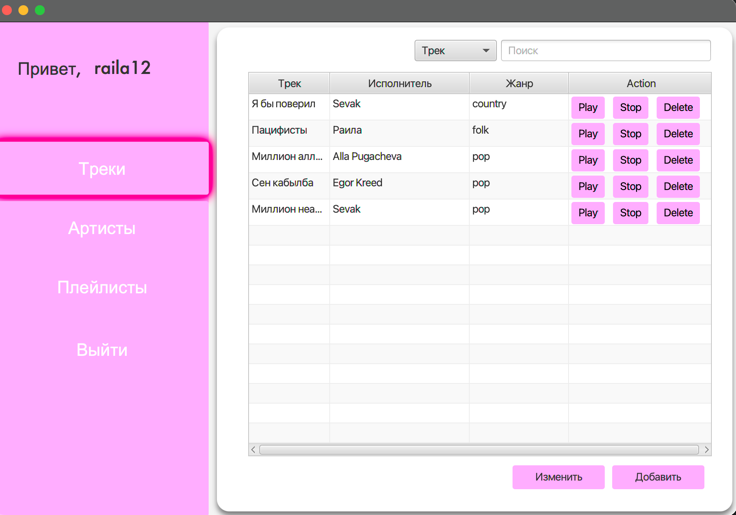 Привет, raila12
Треки
Артисты
Плейлисты
Выйти
Трек Поиск
Трек Исполнитель Жанр Action
Я бы поверил Sevak country Play Stop Delete
Пацифисты Раила folk Play Stop Delete
Миллион алл... Alla Pugacheva pop Play Stop Delete
Сен кабылба Egor Kreed pop Play Stop Delete
Миллион неа... Sevak pop Play Stop Delete
Изменить Добавить